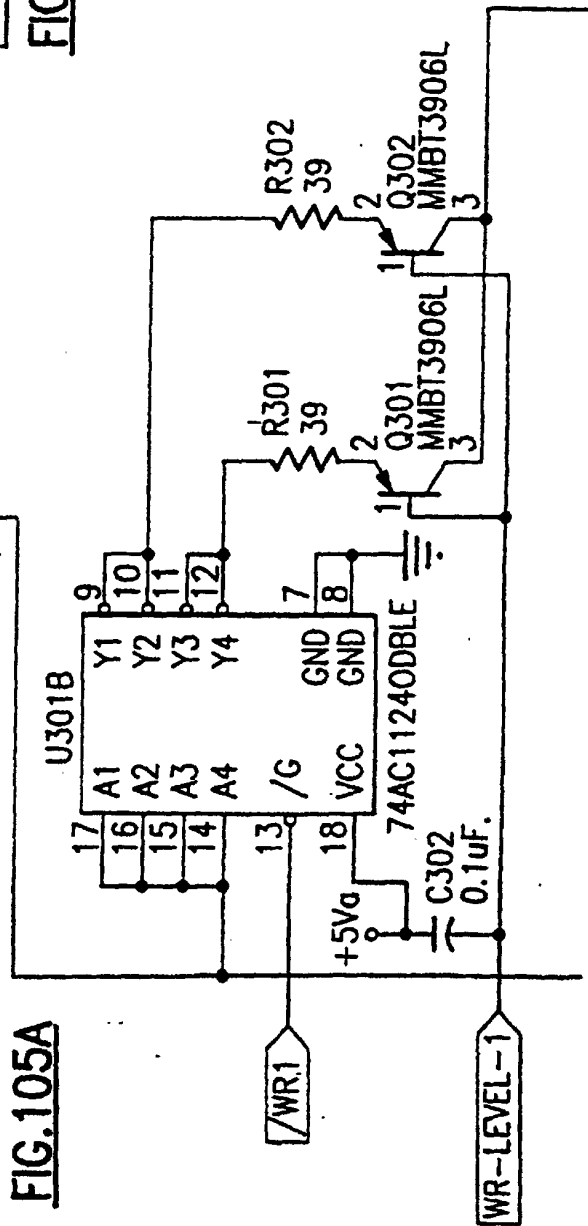 FIG
FIG.105A
U301B
17 A1 Y1 9
16 A2 Y2 10
15 A3 Y3 11
14 A4 Y4 12
13 /G GND 7
18 VCC GND 8
74AC11240DBLE
+5Va
C302
0.1uF.
/WR1
WR-LEVEL-1
R301
39
R302
39
1
2
3
Q301
MMBT3906L
1
2
3
Q302
MMBT3906L